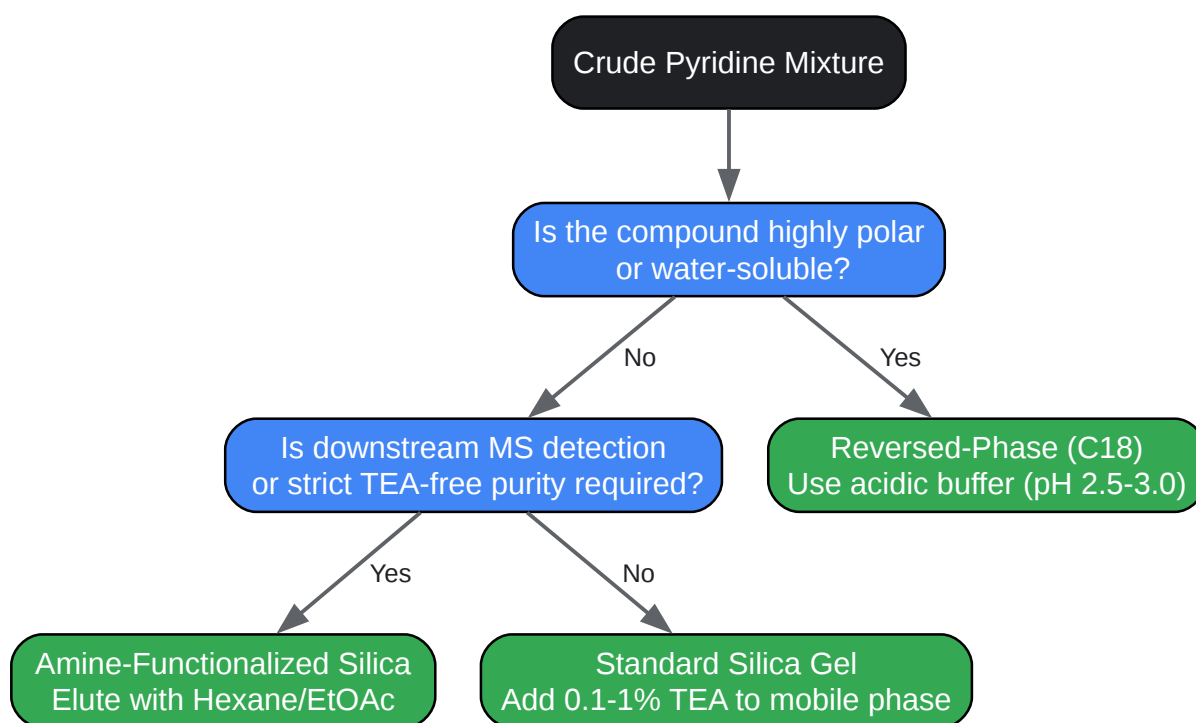 Crude Pyridine Mixture
Is the compound highly polar
or water-soluble?
No
Yes
Is downstream MS detection
or strict TEA-free purity required?
Reversed-Phase (C18)
Use acidic buffer (pH 2.5-3.0)
Yes
No
Amine-Functionalized Silica
Elute with Hexane/EtOAc
Standard Silica Gel
Add 0.1-1% TEA to mobile phase